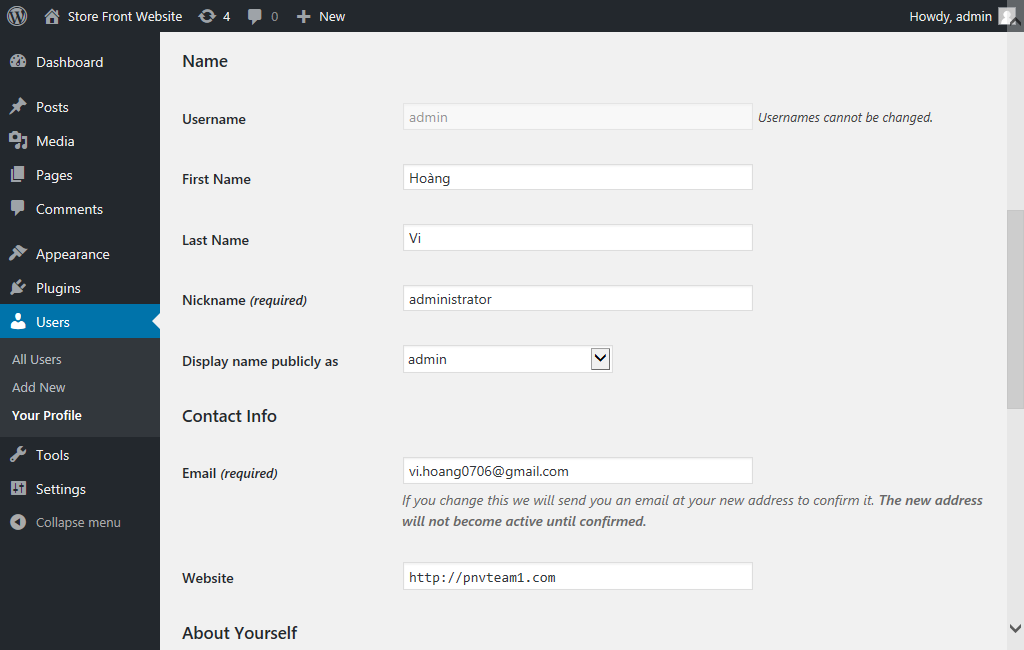 Store Front Website 4 0 New Howdy, admin
Dashboard
Posts
Media
Pages
Comments
Appearance
Plugins
Users
All Users
Add New
Your Profile
Tools
Settings
Collapse menu
Name
Username admin Usernames cannot be changed.
First Name Hoàng
Last Name Vi
Nickname (required) administrator
Display name publicly as admin
Contact Info
Email (required) vi.hoang0706@gmail.com
If you change this we will send you an email at your new address to confirm it. The new address
will not become active until confirmed.
Website http://pnvteam1.com
About Yourself